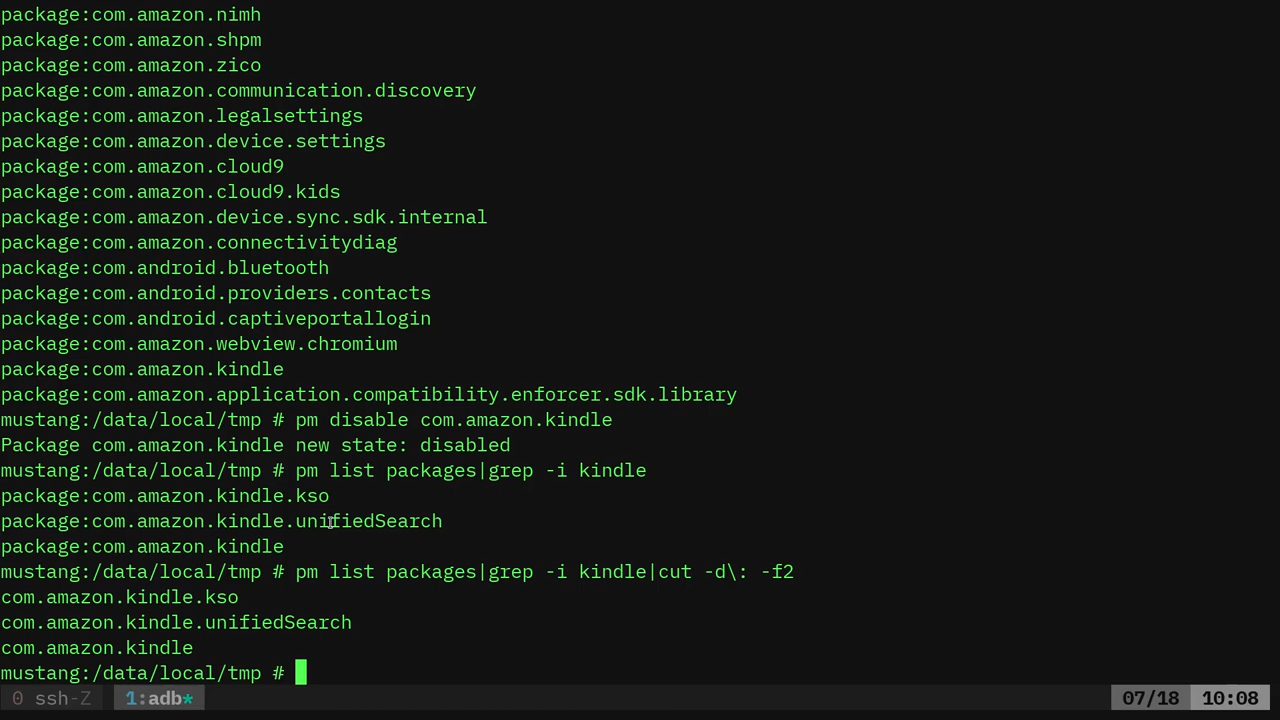 package:com.amazon.nimh
package:com.amazon.shpm
package:com.amazon.zico
package:com.amazon.communication.discovery
package:com.amazon.legalsettings
package:com.amazon.device.settings
package:com.amazon.cloud9
package:com.amazon.cloud9.kids
package:com.amazon.device.sync.sdk.internal
package:com.amazon.connectivitydiag
package:com.android.bluetooth
package:com.android.providers.contacts
package:com.android.captiveportallogin
package:com.amazon.webview.chromium
package:com.amazon.kindle
package:com.amazon.application.compatibility.enforcer.sdk.library
mustang:/data/local/tmp # pm disable com.amazon.kindle
Package com.amazon.kindle new state: disabled
mustang:/data/local/tmp # pm list packages|grep -i kindle
package:com.amazon.kindle.kso
package:com.amazon.kindle.unifiedSearch
package:com.amazon.kindle
mustang:/data/local/tmp # pm list packages|grep -i kindle|cut -d\: -f2
com.amazon.kindle.kso
com.amazon.kindle.unifiedSearch
com.amazon.kindle
mustang:/data/local/tmp #
0 ssh-Z 1:adb* 07/18 10:08